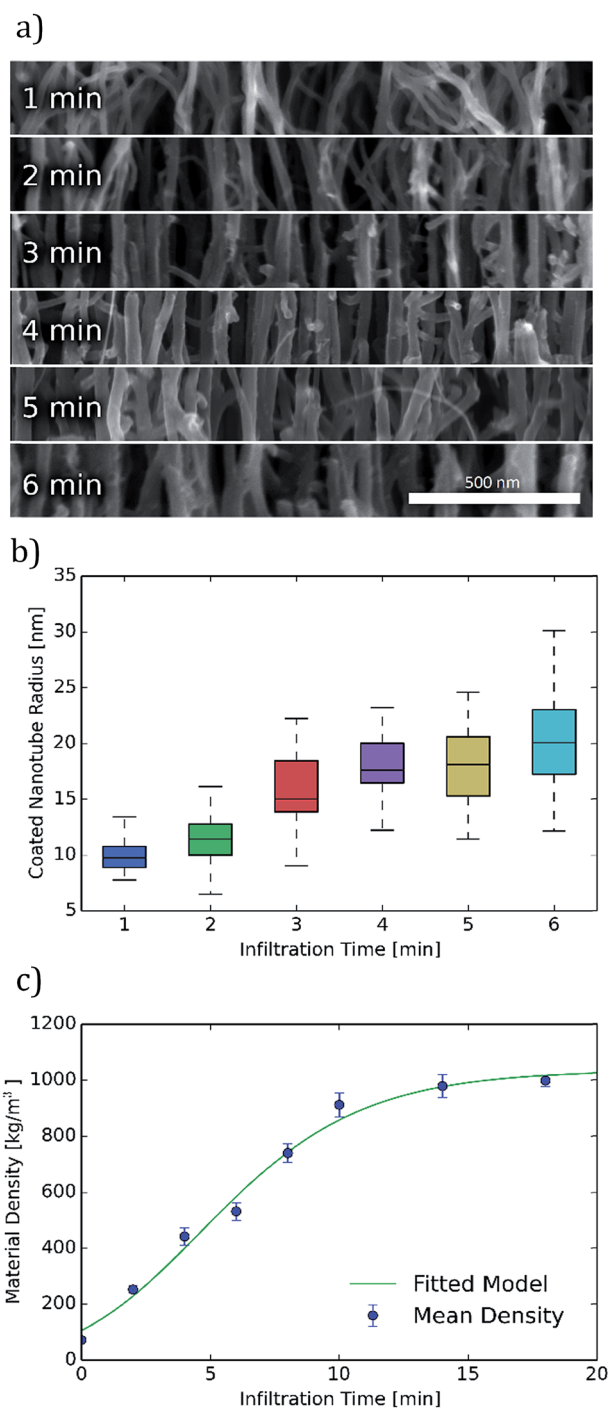 a)
1 min
2 min
3 min
4 min
5 min
6 min
500 nm
b)
35
30
25
20
15
10
5
Coated Nanotube Radius [nm]
1 2 3 4 5 6
Infiltration Time [min]
c)
1200
1000
800
600
400
200
0
Material Density [kg/m³]
Fitted Model
Mean Density
0 5 10 15 20
Infiltration Time [min]